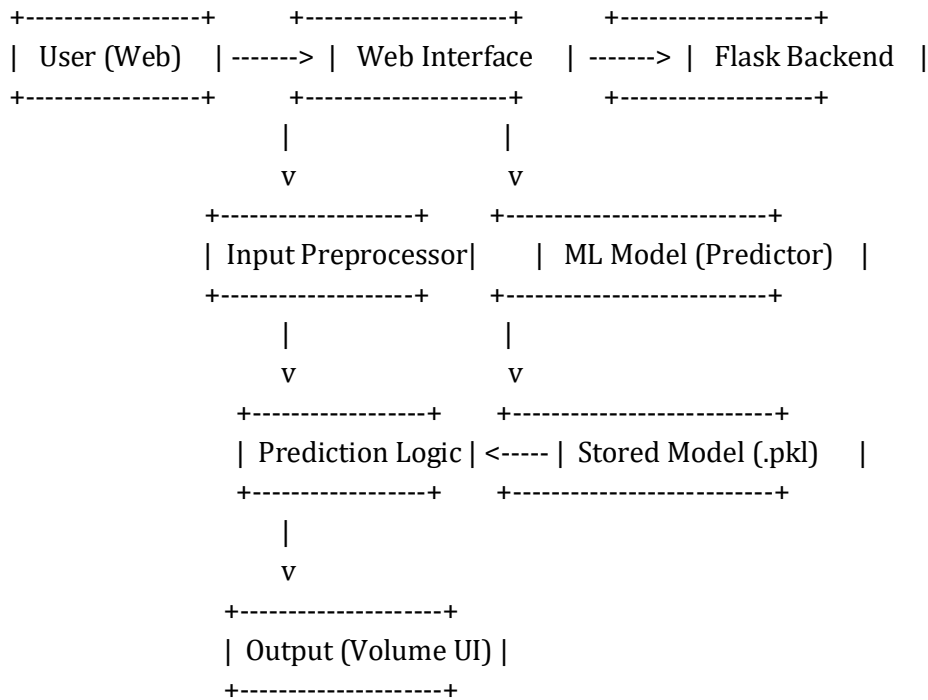 +------------------+ +---------------------+ +-------------------+
| User (Web) | -------> | Web Interface | -------> | Flask Backend |
+------------------+ +---------------------+ +-------------------+
| |
v v
+--------------------+ +---------------------------+
| Input Preprocessor| | ML Model (Predictor) |
+--------------------+ +---------------------------+
| |
v v
+------------------+ +---------------------------+
| Prediction Logic | <----- | Stored Model (.pkl) |
+------------------+ +---------------------------+
|
v
+---------------------+
| Output (Volume UI) |
+---------------------+